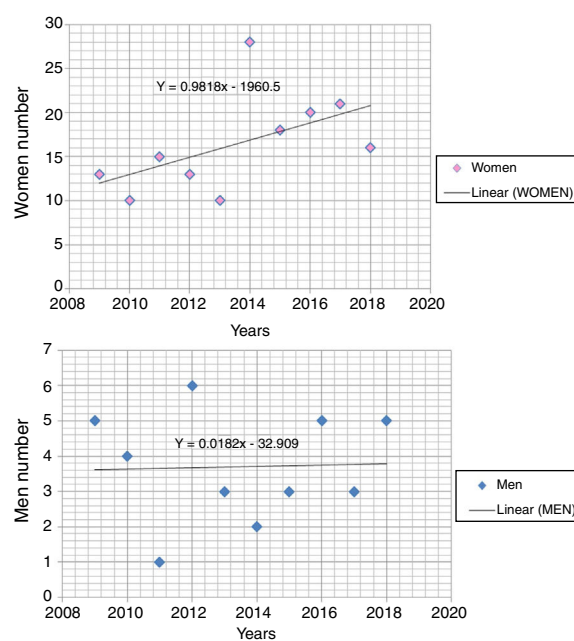 30
25
20
15
10
5
0
Women number
Y = 0.9818x - 1960.5
2008 2010 2012 2014 2016 2018 2020
Years
Women
Linear (WOMEN)
7
6
5
4
3
2
1
0
Men number
Y = 0.0182x - 32.909
2008 2010 2012 2014 2016 2018 2020
Years
Men
Linear (MEN)